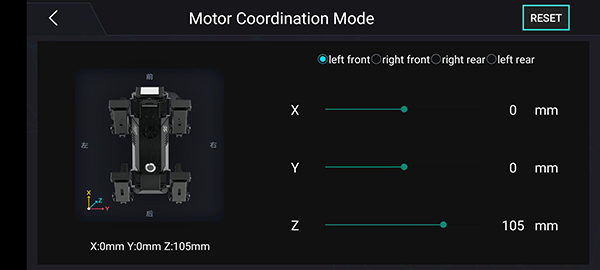 Motor Coordination Mode
RESET
left front right front right rear left rear
前
左
右
后
X
Z
Y
X:0mm Y:0mm Z:105mm
X 0 mm
Y 0 mm
Z 105 mm